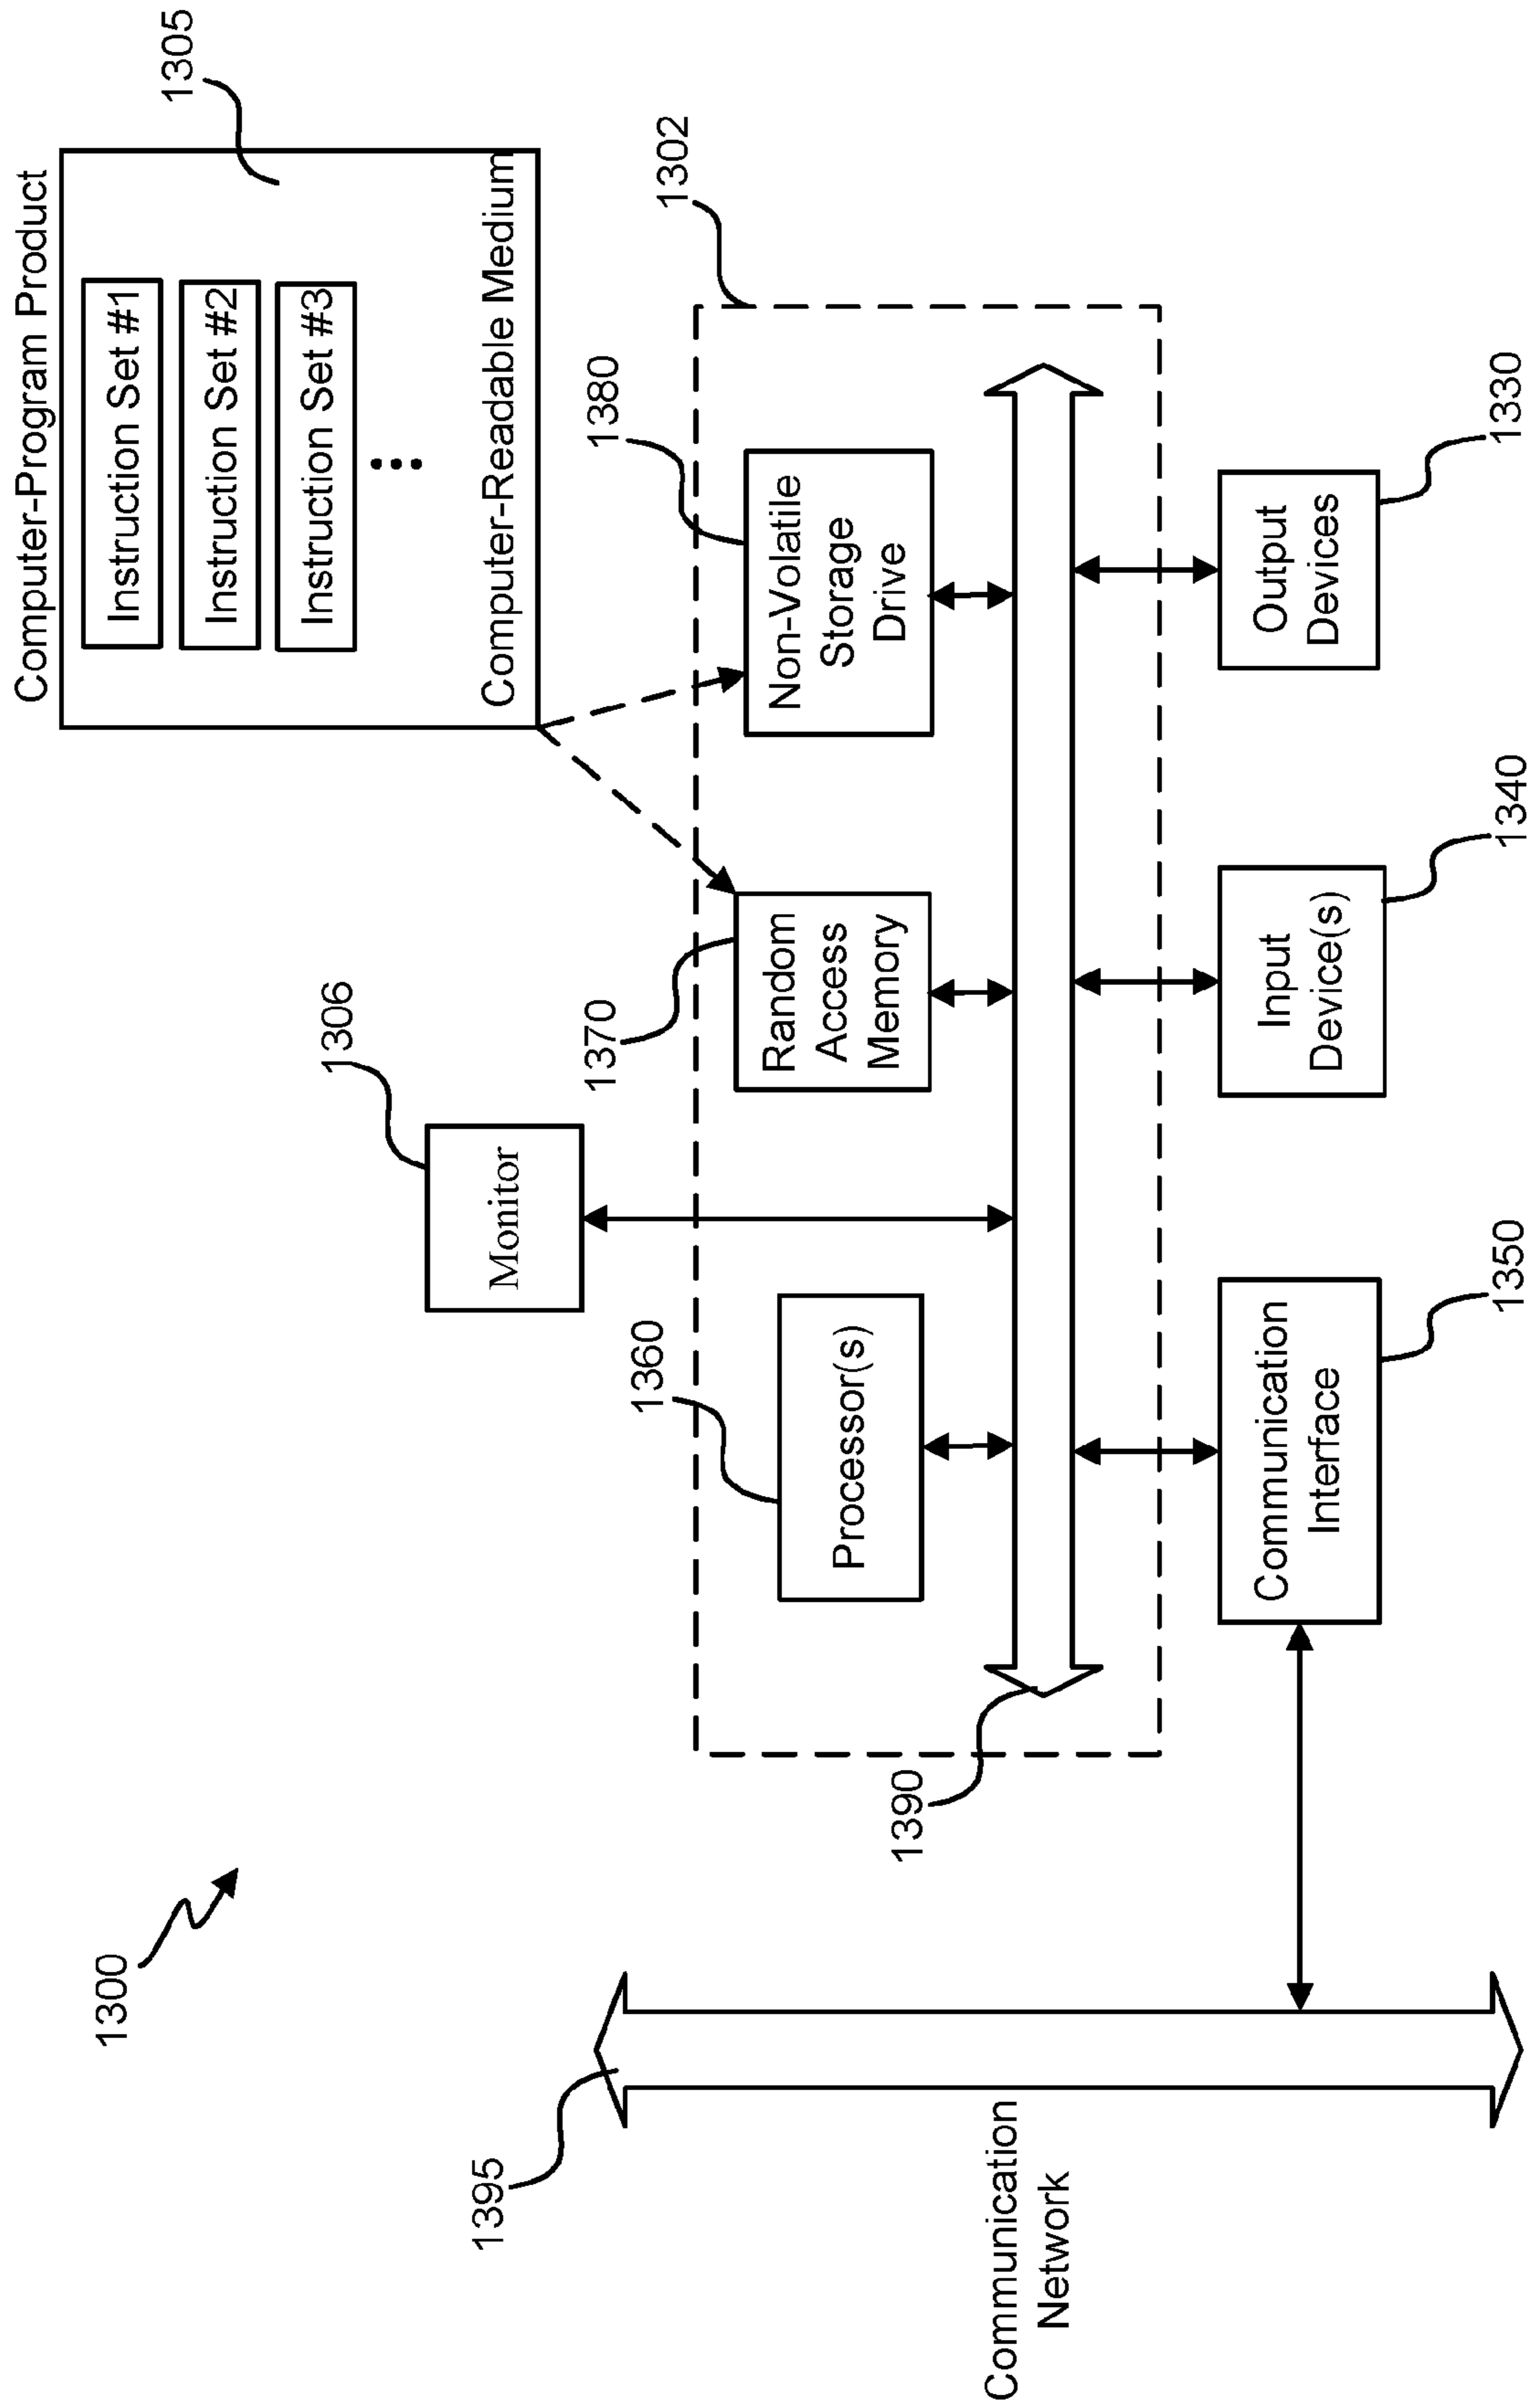 Computer-Program Product
Instruction Set #1
Instruction Set #2
Instruction Set #3
Computer-Readable Medium
1305
1300
1306
Monitor
1302
1360
Processor(s)
1370
Random
Access
Memory
1380
Non-Volatile
Storage
Drive
1390
1395
Communication
Network
Communication
Interface
1350
Input
Device(s)
1340
Output
Devices
1330